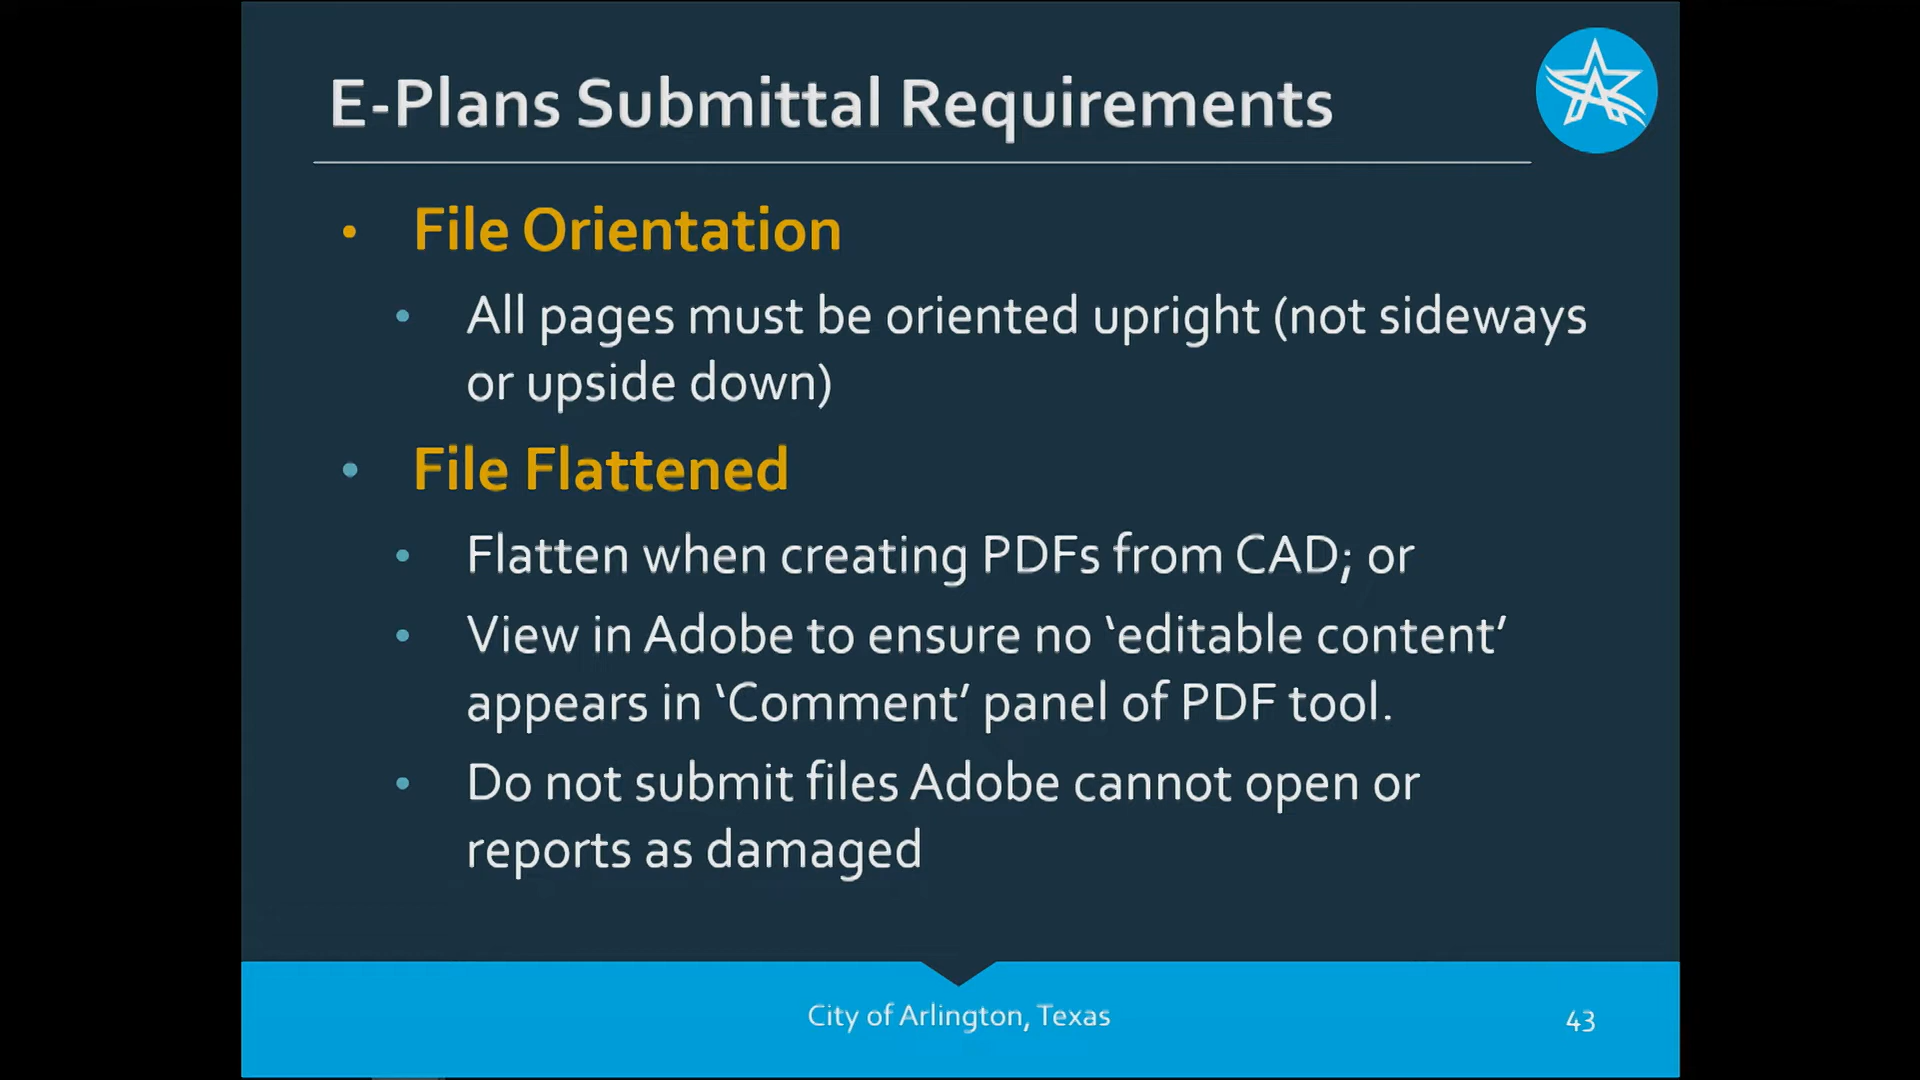 E-Plans Submittal Requirements
• File Orientation
• All pages must be oriented upright (not sideways
or upside down)
• File Flattened
• Flatten when creating PDFs from CAD; or
• View in Adobe to ensure no ‘editable content’
appears in ‘Comment’ panel of PDF tool.
• Do not submit files Adobe cannot open or
reports as damaged
City of Arlington, Texas
43